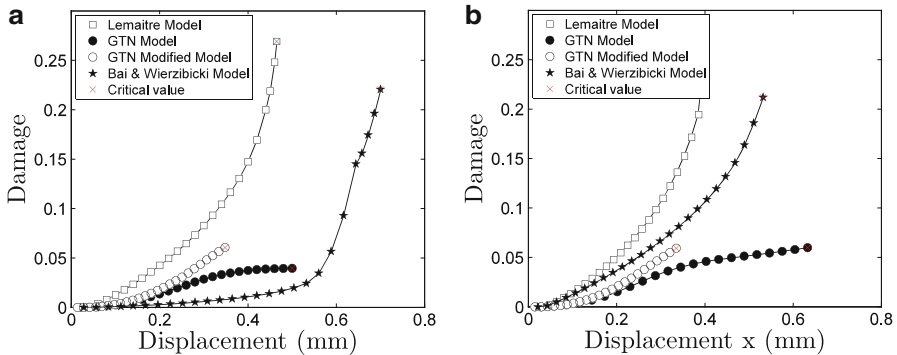 a
Lemaitre Model
GTN Model
GTN Modified Model
Bai & Wierzibicki Model
Critical value
Damage
0.25
0.2
0.15
0.1
0.05
0
0 0.2 0.4 0.6 0.8
Displacement (mm)
b
Lemaitre Model
GTN Model
GTN Modified Model
Bai & Wierzibicki Model
Critical value
Damage
0.25
0.2
0.15
0.1
0.05
0
0 0.2 0.4 0.6 0.8
Displacement x (mm)